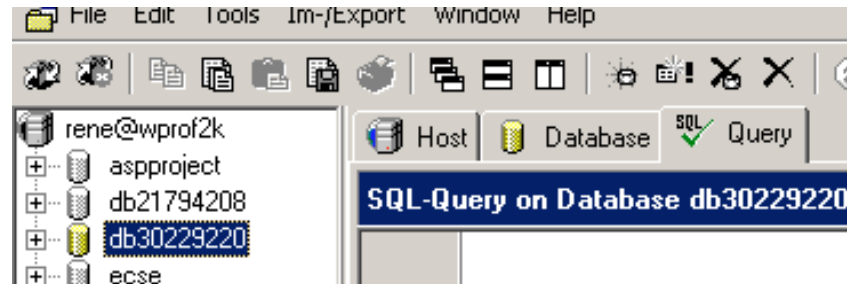 File Edit Tools Im-/Export Window Help
rene@wprof2k
aspproject
db21794208
db30229220
ecse
Host Database SQL Query
SQL-Query on Database db30229220